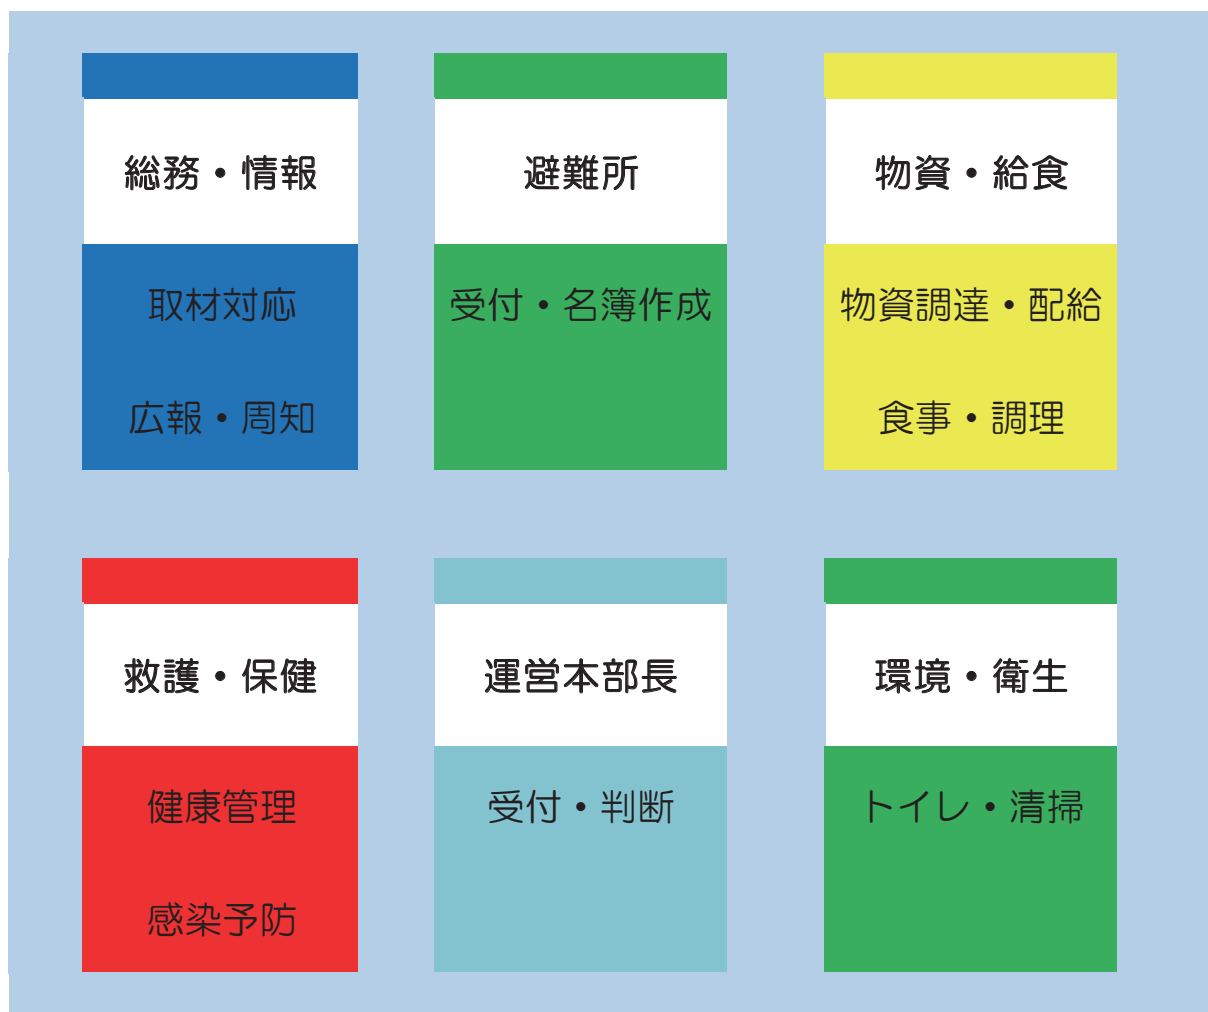 総務・情報
取材対応
広報・周知
避難所
受付・名簿作成
物資・給食
物資調達・配給
食事・調理
救護・保健
健康管理
感染予防
運営本部長
受付・判断
環境・衛生
トイレ・清掃